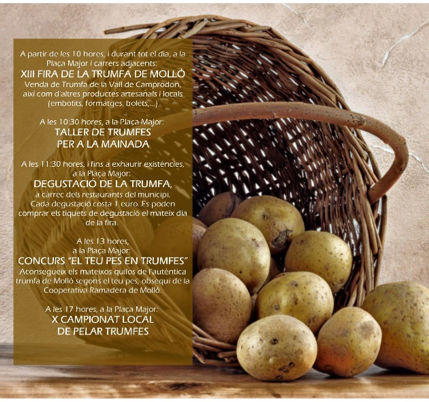 A partir de les 10 hores, i durant tot el dia, a la
Plaça Major i carrers adjacents:
XIII FIRA DE LA TRUMFA DE MOLLÓ
Venda de Trumfa de la Vall de Camprodon,
així com d'altres productes artesanals i locals
(embotits, formatges, bolets,...)
A les 10:30 hores, a la Plaça Major:
TALLER DE TRUMFES
PER A LA MAINADA
A les 11:30 hores, i fins a exhaurir existències,
a la Plaça Major:
DEGUSTACIÓ DE LA TRUMFA,
a càrrec dels restaurants del municipi.
Cada degustació costa 1 euro. Es poden
comprar els tiquets de degustació el mateix dia
de la fira.
A les 13 hores,
a la Plaça Major:
CONCURS "EL TEU PES EN TRUMFES"
Aconsegueix els mateixos quilos de l'autèntica
trumfa de Molló segons el teu pes, obsequi de la
Cooperativa Ramadera de Molló.
A les 17 hores, a la Plaça Major:
X CAMPIONAT LOCAL
DE PELAR TRUMFES